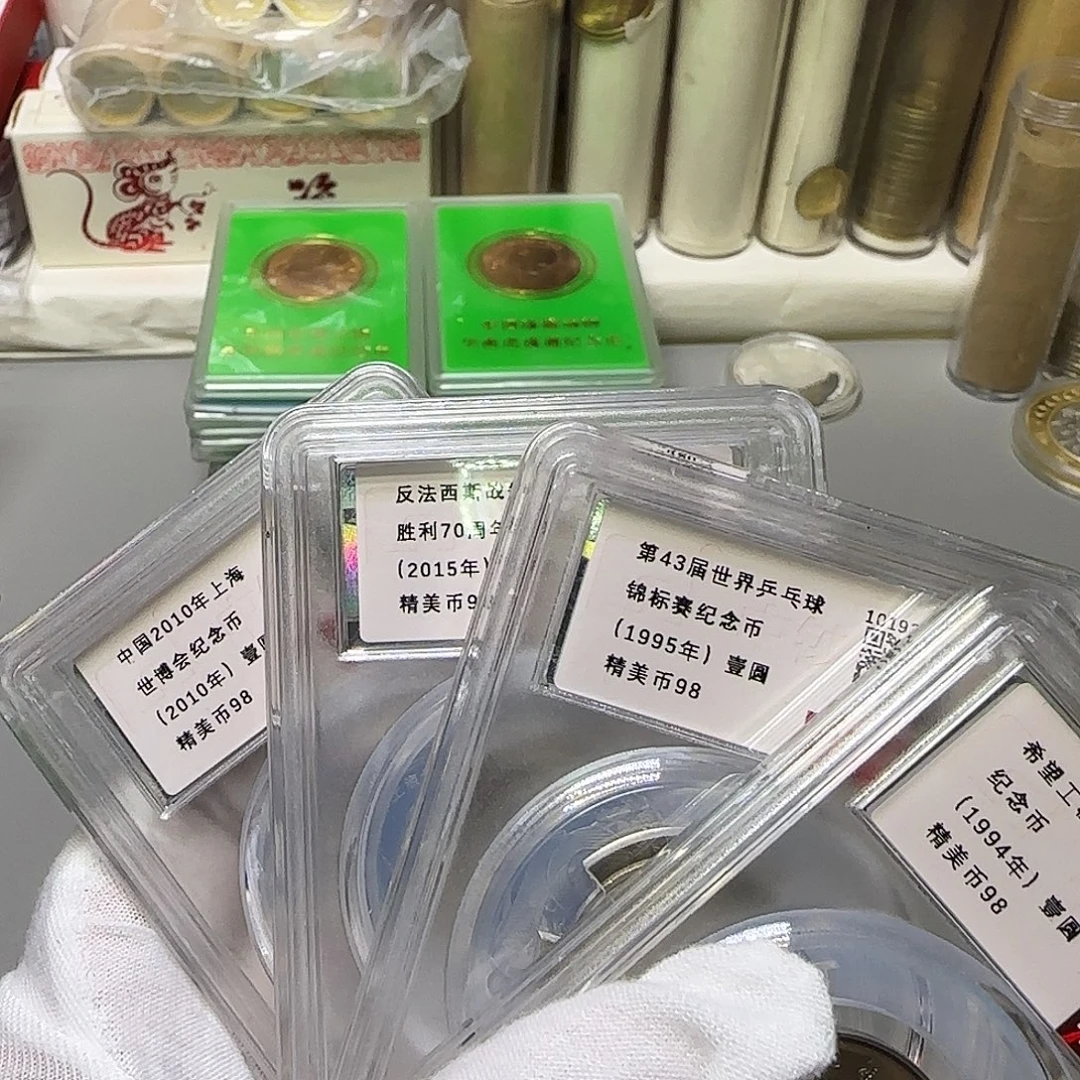 中国2010年上海
世博会纪念币
(2010年) 壹
精美币98
反法西斯战
胜利70周年
(2015年)
精美币9
第43届世界乒乓球
锦标赛纪念币
(1995年) 壹圆
精美币98
10192
希望工
纪念币
(1994年) 壹圆
精美币98